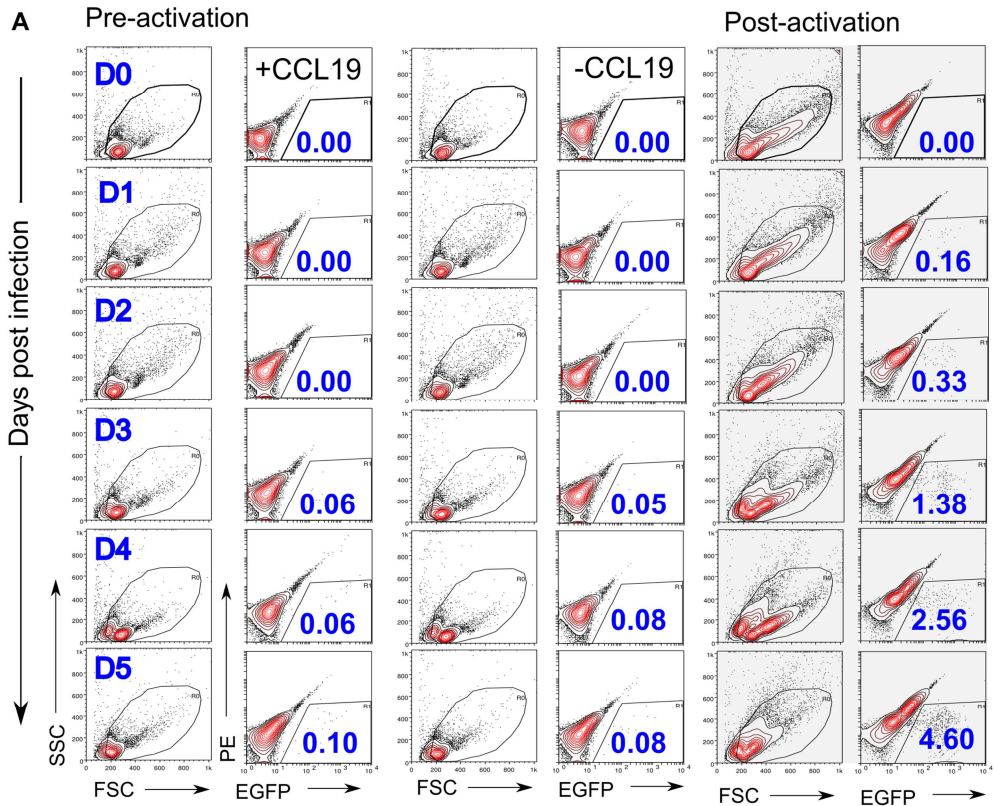 A
Pre-activation
Post-activation
Days post infection
D0
+CCL19
-CCL19
0.00
0.00
0.00
D1
0.00
0.00
0.16
D2
0.00
0.00
0.33
D3
0.06
0.05
1.38
D4
0.06
0.08
2.56
D5
0.10
0.08
4.60
SSC
PE
FSC
EGFP
FSC
EGFP
FSC
EGFP